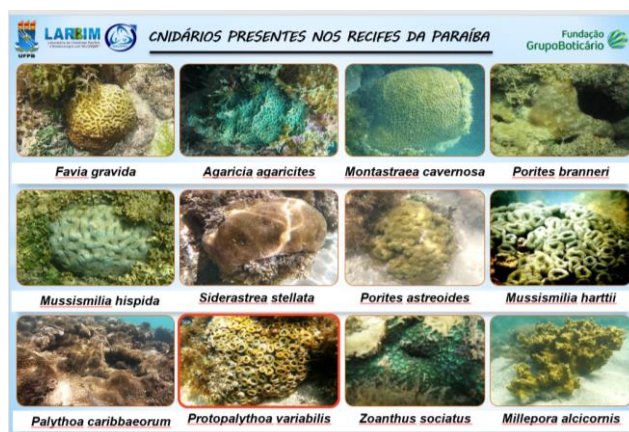 UFPB
LARBIM
CNIDÁRIOS PRESENTES NOS RECIFES DA PARAÍBA
Fundação
GrupoBoticário
Favia gravida
Agaricia agaricites
Montastraea cavernosa
Porites branneri
Mussismilia hispida
Siderastrea stellata
Porites astreoides
Mussismilia harttii
Palythoa caribbaeorum
Protopalythoa variabilis
Zoanthus sociatus
Millepora alcicornis